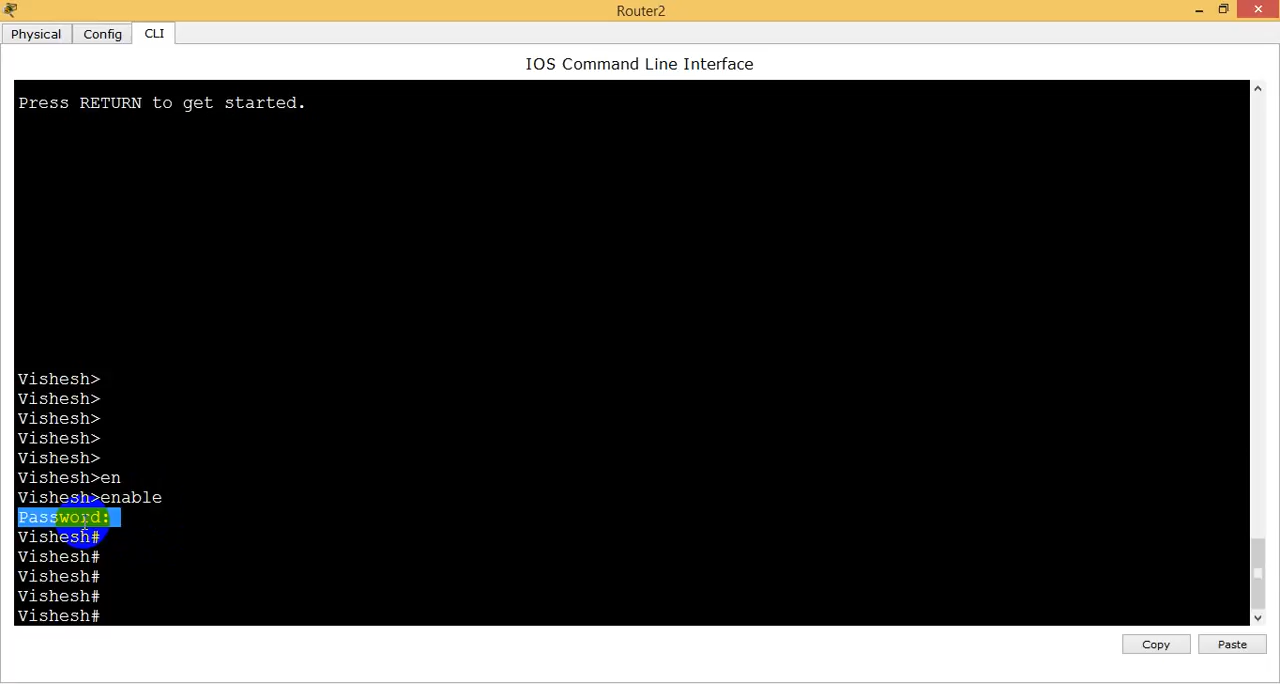 Router2
Physical Config CLI
IOS Command Line Interface
Press RETURN to get started.
Vishesh>
Vishesh>
Vishesh>
Vishesh>
Vishesh>
Vishesh>en
Vishesh>enable
Password:
Vishesh#
Vishesh#
Vishesh#
Vishesh#
Vishesh#
Copy Paste